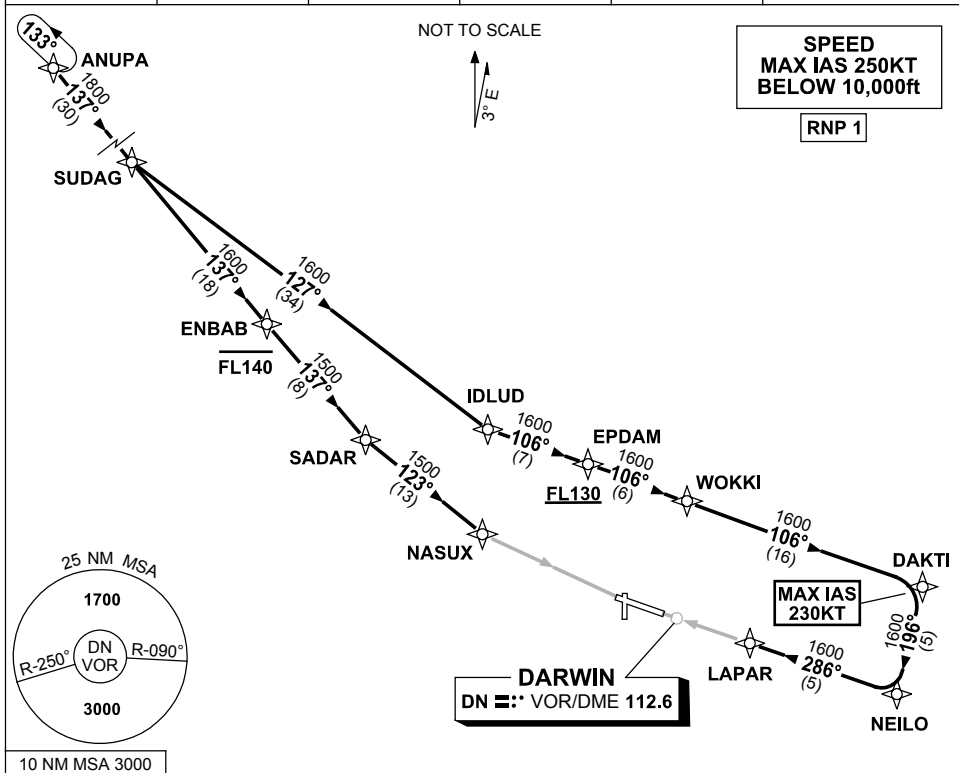 NOT TO SCALE
3° E
SPEED
MAX IAS 250KT
BELOW 10,000ft
RNP 1
133°
ANUPA
1800
137°
(30)
SUDAG
1600
137°
(18)
1600
127°
(34)
ENBAB
FL140
1500
137°
(8)
IDLUD
1600
106°
(7)
EPDAM
FL130
1600
106°
(6)
WOKKI
SADAR
1500
123°
(13)
NASUX
1600
106°
(16)
DAKTI
MAX IAS
230KT
1600
196°
(5)
LAPAR
1600
286°
(5)
NEILO
DARWIN
DN VOR/DME 112.6
25 NM MSA
1700
DN
VOR
R-250°
R-090°
3000
10 NM MSA 3000